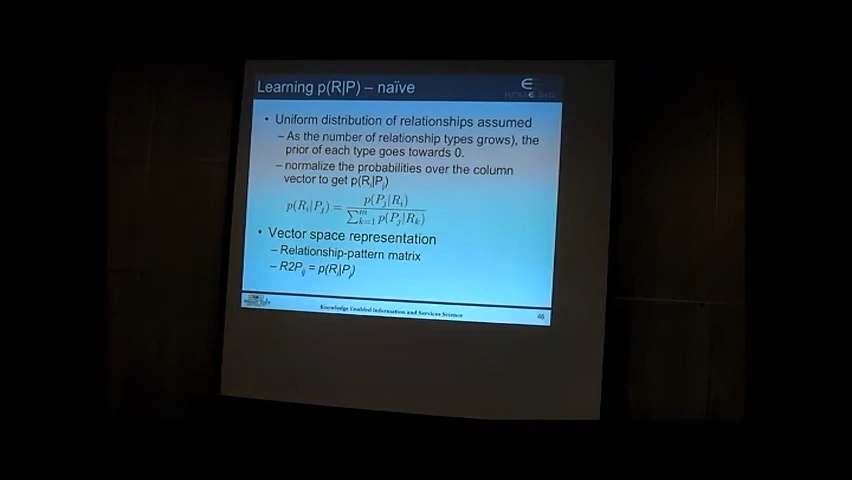 Learning p(R|P) – naïve
• Uniform distribution of relationships assumed
– As the number of relationship types grows), the
prior of each type goes towards 0.
– normalize the probabilities over the column
vector to get p(Rᵢ|Pⱼ)
p(Rᵢ|Pⱼ) = p(Pⱼ|Rᵢ) / ∑ᵐₖ₌₁ p(Pⱼ|Rₖ)
• Vector space representation
– Relationship-pattern matrix
– R2Pᵢⱼ = p(Rᵢ|Pⱼ)
Knowledge Enabled Information and Services Science
46